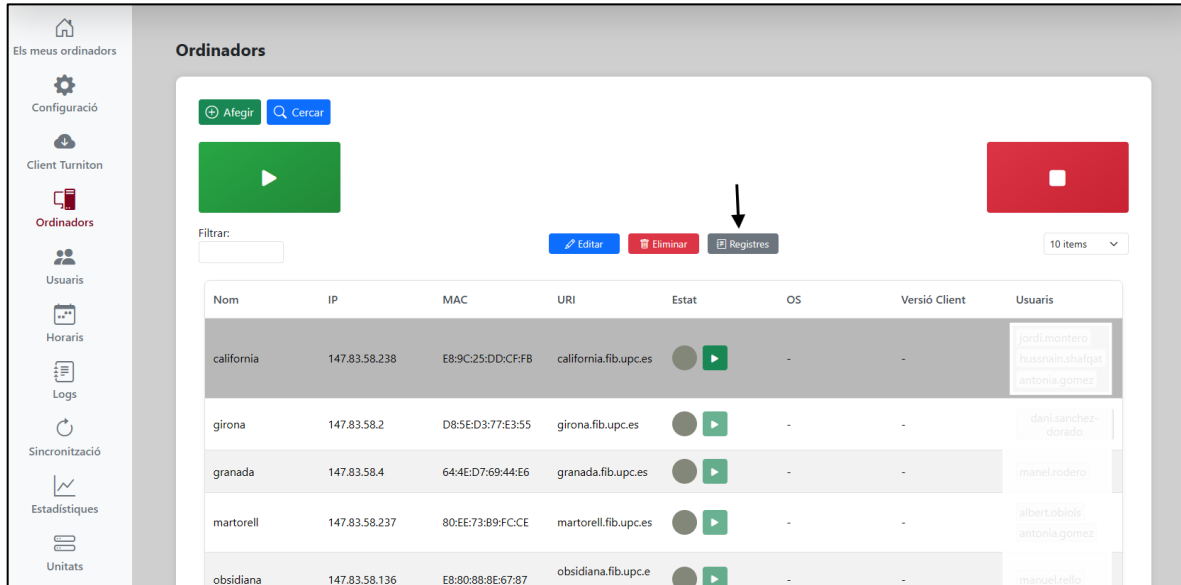 Els meus ordinadors
Configuració
Client Turniton
Ordinadors
Usuaris
Horaris
Logs
Sincronització
Estadístiques
Unitats
Ordinadors
Afegir Cercar
Filtrar:
Editar Eliminar Registres 10 items
Nom IP MAC URI Estat OS Versió Client Usuaris
california 147.83.58.238 E8:9C:25:DD:CF:FB california.fib.upc.es - - jordi.montero
hussnain.shafqat
antonia.gomez
girona 147.83.58.2 D8:5E:D3:77:E3:55 girona.fib.upc.es - - dani.sanchez-
dorado
granada 147.83.58.4 64:4E:D7:69:44:E6 granada.fib.upc.es - - manel.rodero
martorell 147.83.58.237 80:EE:73:B9:FC:CE martorell.fib.upc.es - - albert.obiols
antonia.gomez
obsidiana 147.83.58.136 E8:80:88:8E:67:87 obsidiana.fib.upc.e - - manuel.rello